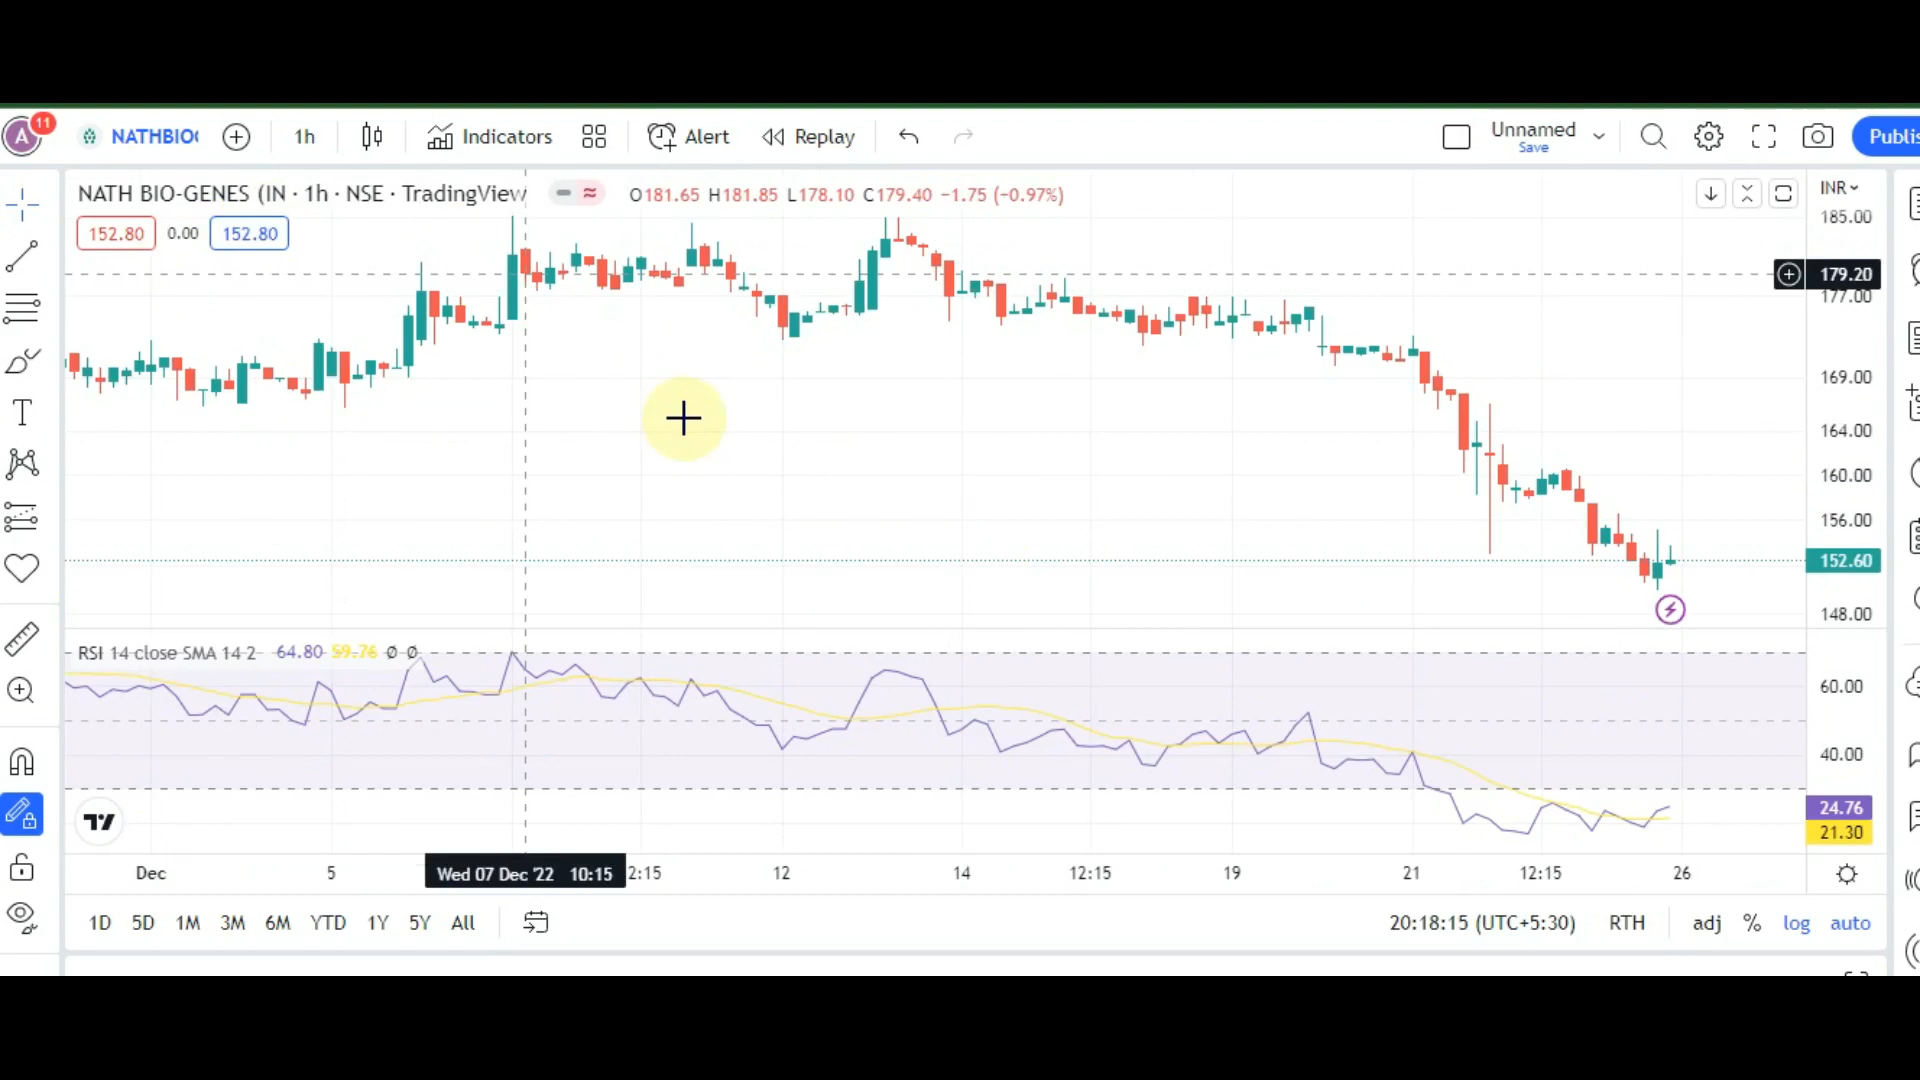 A 11 NATHBIO 1h Indicators Alert Replay Unnamed Save Publis
NATH BIO-GENES (IN · 1h · NSE · TradingView O181.65 H181.85 L178.10 C179.40 −1.75 (−0.97%) INR
152.80 0.00 152.80
185.00
179.20
177.00
169.00
164.00
160.00
156.00
152.60
148.00
RSI 14 close SMA 14 2 64.80 59.76 Ø Ø
60.00
40.00
24.76
21.30
Dec 5 Wed 07 Dec '22 10:15 2:15 12 14 12:15 19 21 12:15 26
1D 5D 1M 3M 6M YTD 1Y 5Y All 20:18:15 (UTC+5:30) RTH adj % log auto